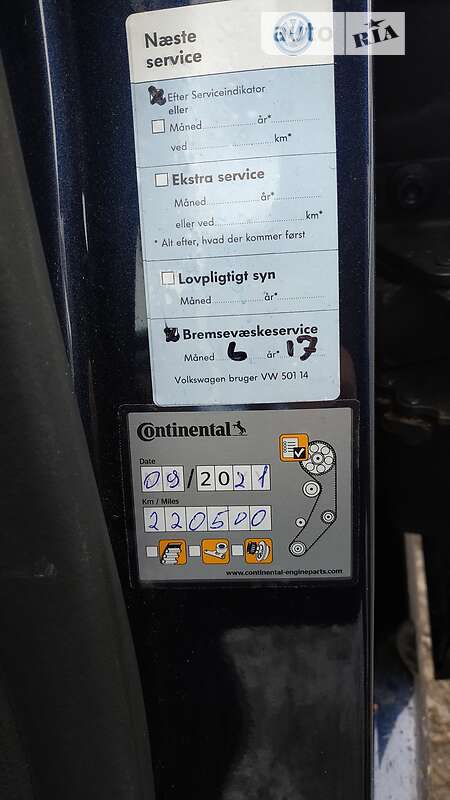 Næste
service
auto RIA
Efter Serviceindikator
eller
Måned.....................år*..................
ved.....................................km*
Ekstra service
Måned.....................år*..................
eller ved...............................km*
* Alt efter, hvad der kommer først
Lovpligtigt syn
Måned.....................år*..................
Bremsevæskeservice
Måned 6 år* 17
Volkswagen bruger VW 501 14
Continental
Date
09/2021
Km / Miles
220500
www.continental-engineparts.com